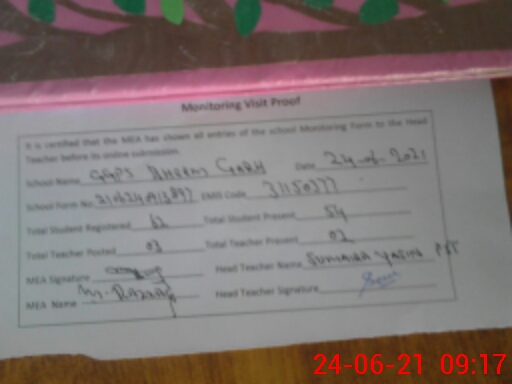 Monitoring Visit Proof
It is certified that the MEA has shown all entries of the school Monitoring Form to the Head
Teacher before its online submission.
School Name GGPS Date 24-06-2021
School Form No. EMIS Code 31150377
Total Student Registered 62 Total Student Present 54
Total Teacher Posted 03 Total Teacher Present 02
MEA Signature Head Teacher Name Sumaira Yasin PST
MEA Name M. Razzaq Head Teacher Signature
24-06-21 09:17